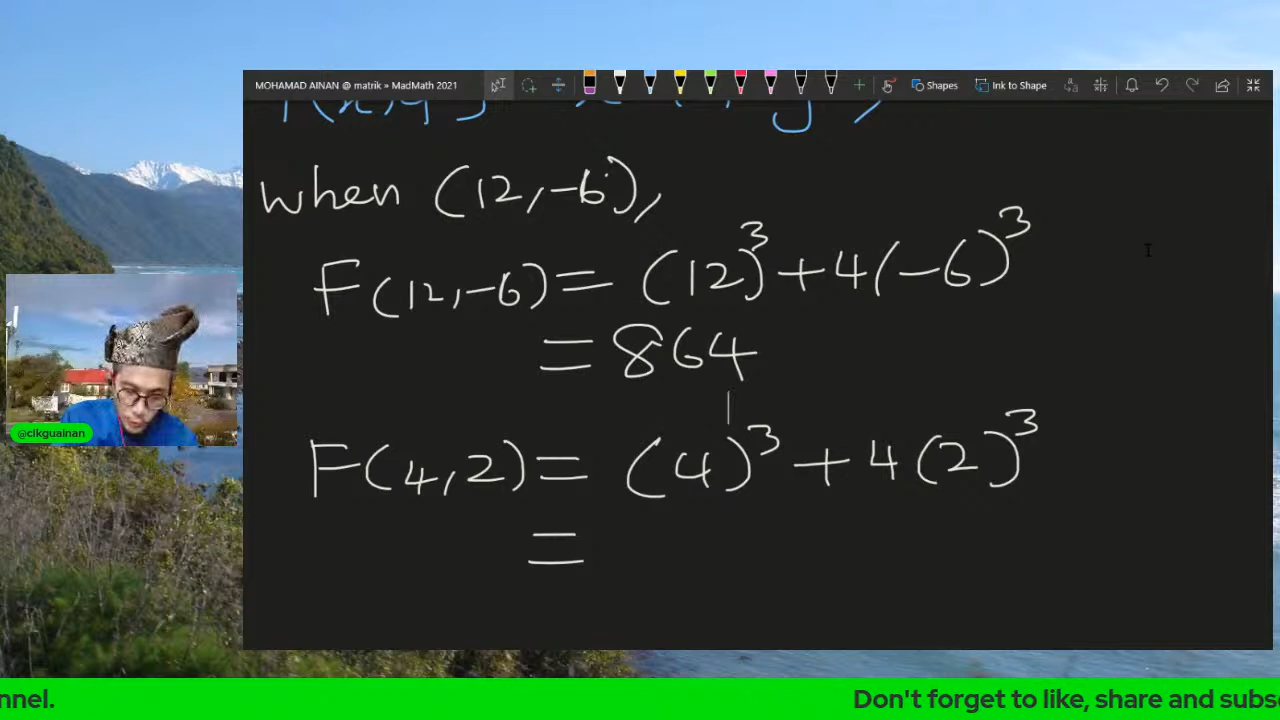 MOHAMAD AINAN @ matrik » MadMath 2021
Shapes
Ink to Shape
when (12,-6),
F(12,-6) = (12)³ + 4(-6)³
= 864
F(4,2) = (4)³ + 4(2)³
=
@cikguainan
nnel.
Don't forget to like, share and subs